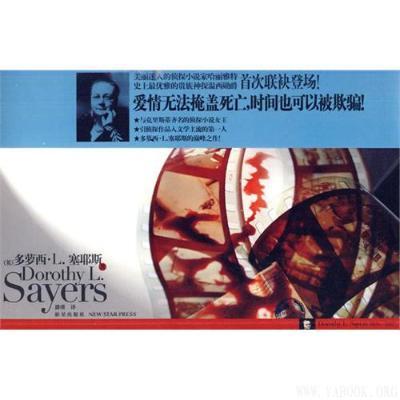 美丽迷人的侦探小说家哈丽雅特
史上最优雅的贵族神探温西勋爵
首次联袂登场!
爱情无法掩盖死亡,时间也可以被欺骗!
★与克里斯蒂齐名的侦探小说女王
★引侦探作品入文学主流的第一人
★多萝西·L.塞耶斯的巅峰之作!
(英)多萝西·L.塞耶斯
Dorothy L.
Sayers
译
新星出版社 NEW STAR PRESS
Dorothy L. Sayers
WWW.YABOOK.ORG